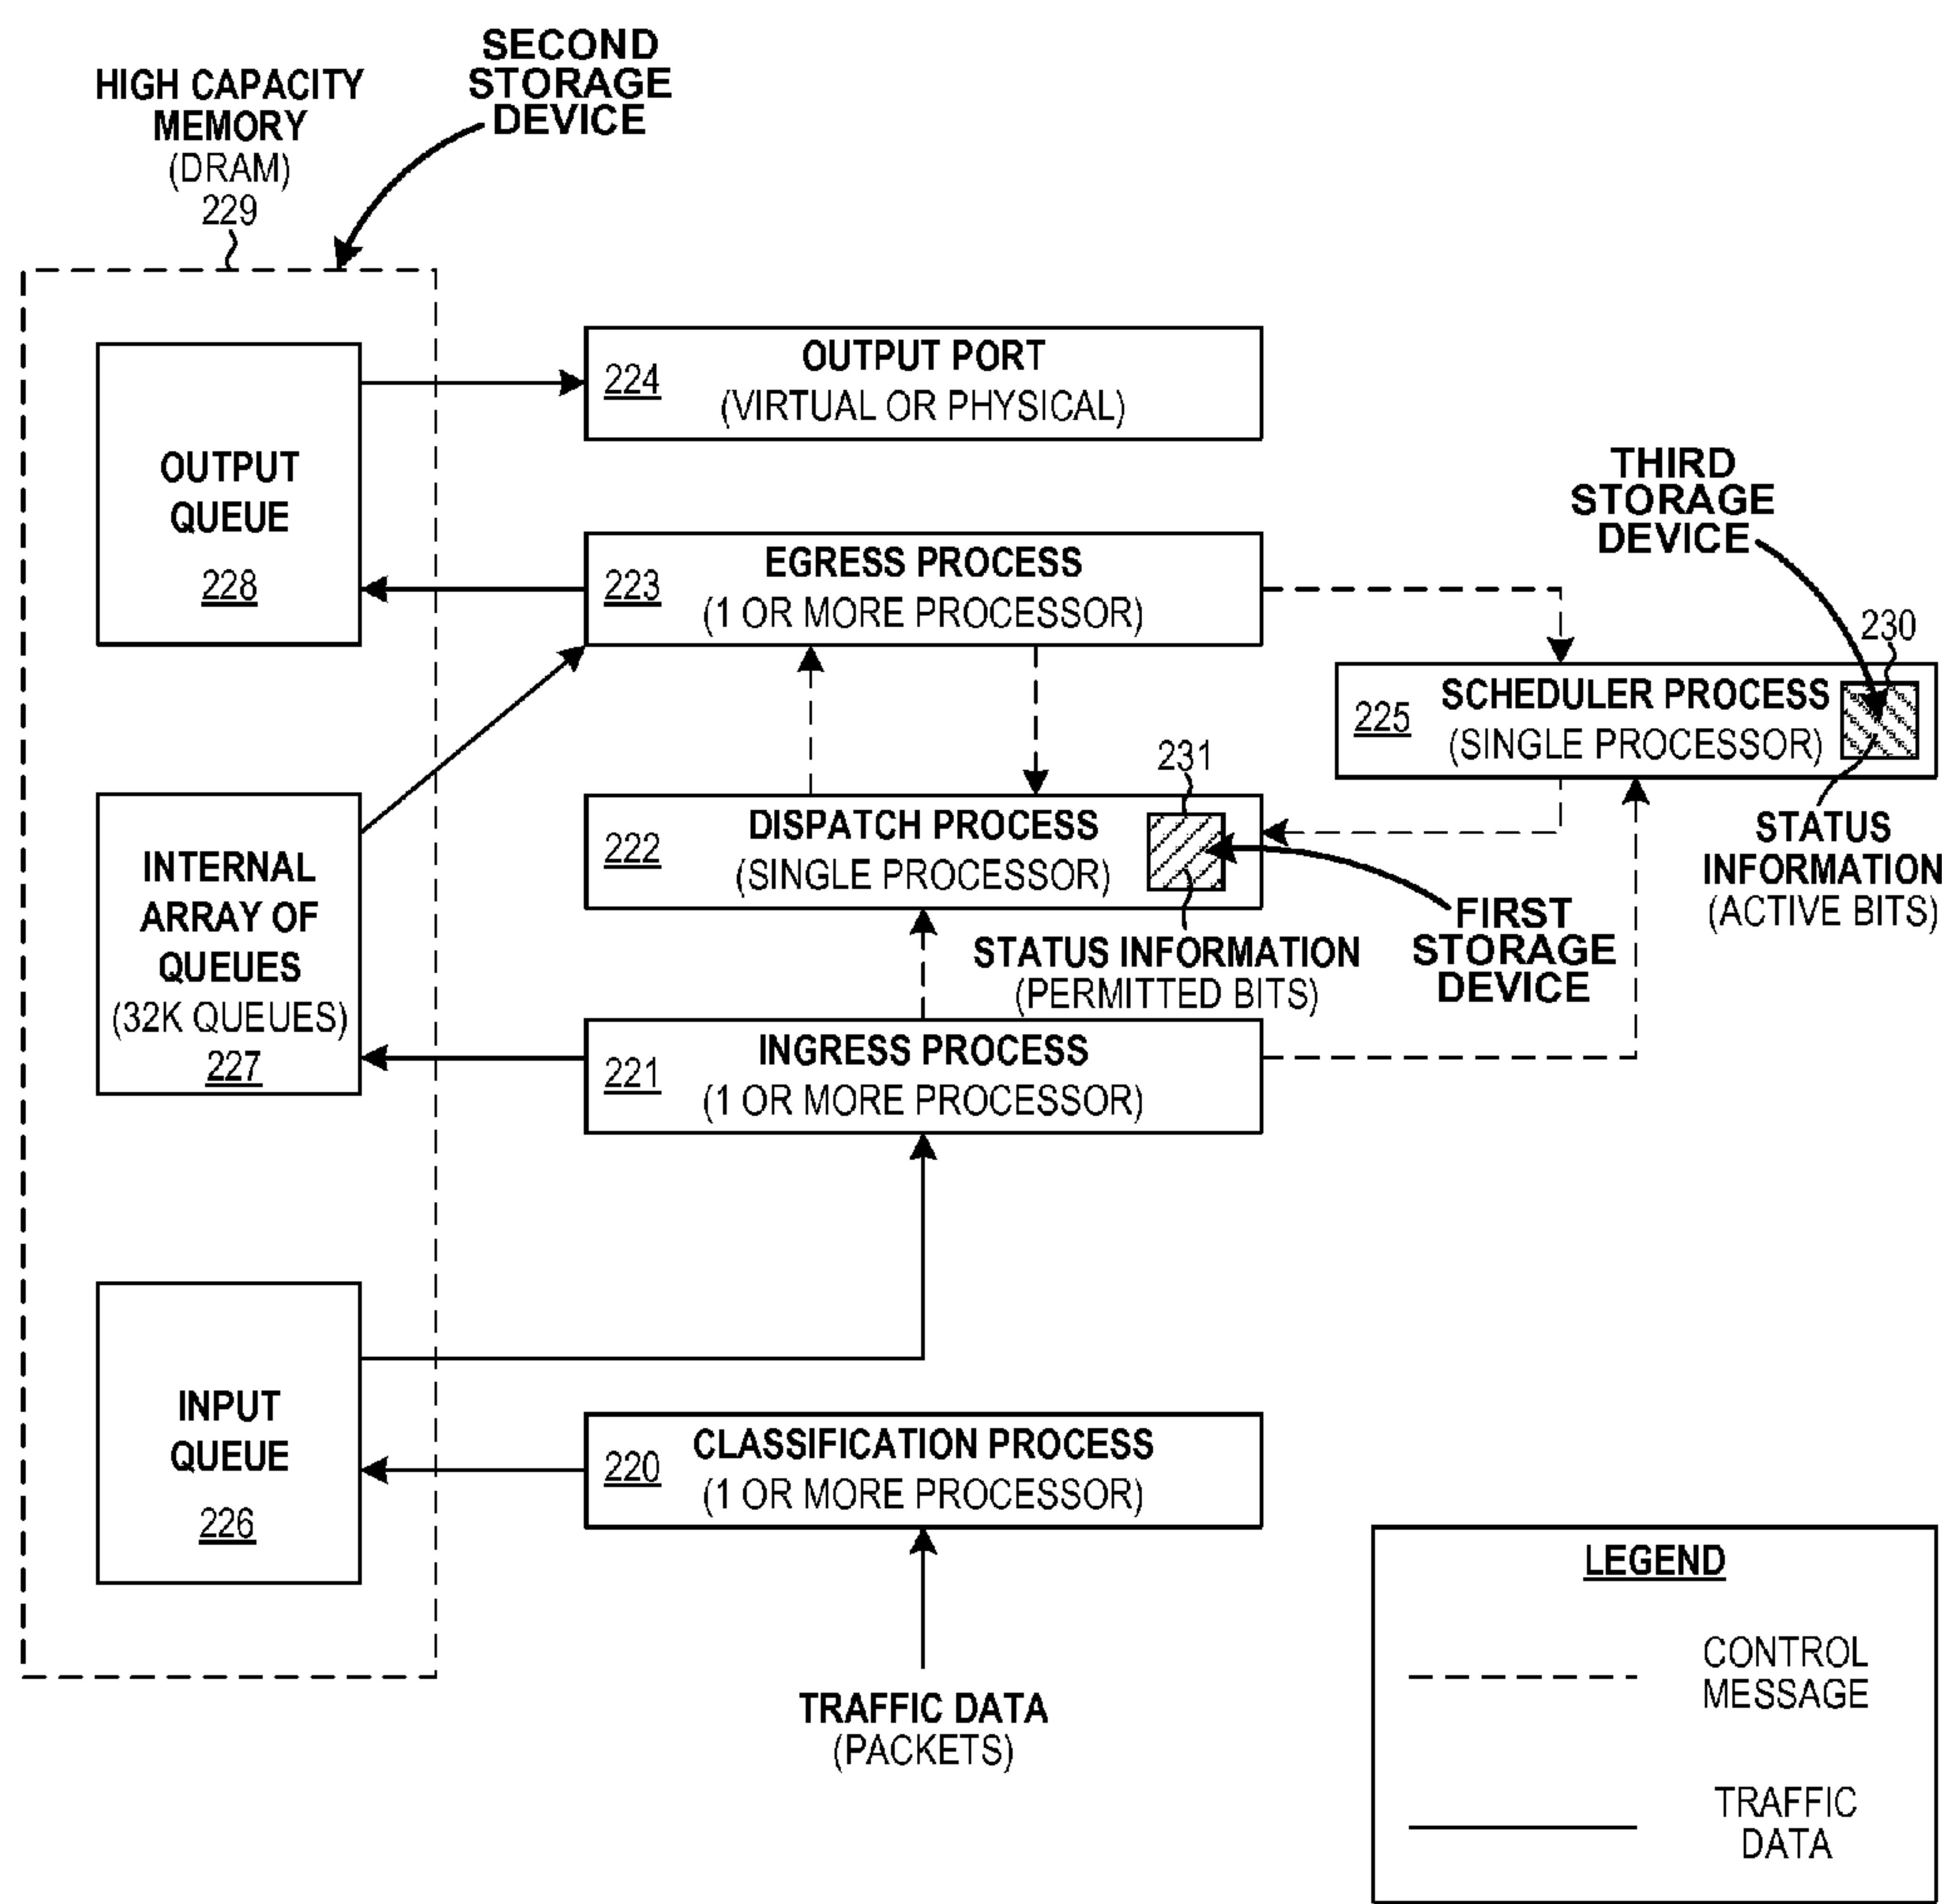 SECOND
STORAGE
DEVICE
HIGH CAPACITY
MEMORY
(DRAM)
229
OUTPUT
QUEUE
228
224
OUTPUT PORT
(VIRTUAL OR PHYSICAL)
223
EGRESS PROCESS
(1 OR MORE PROCESSOR)
THIRD
STORAGE
DEVICE
230
225
SCHEDULER PROCESS
(SINGLE PROCESSOR)
STATUS
INFORMATION
(ACTIVE BITS)
231
222
DISPATCH PROCESS
(SINGLE PROCESSOR)
INTERNAL
ARRAY OF
QUEUES
(32K QUEUES)
227
STATUS INFORMATION
(PERMITTED BITS)
FIRST
STORAGE
DEVICE
221
INGRESS PROCESS
(1 OR MORE PROCESSOR)
INPUT
QUEUE
226
220
CLASSIFICATION PROCESS
(1 OR MORE PROCESSOR)
TRAFFIC DATA
(PACKETS)
LEGEND
CONTROL
MESSAGE
TRAFFIC
DATA